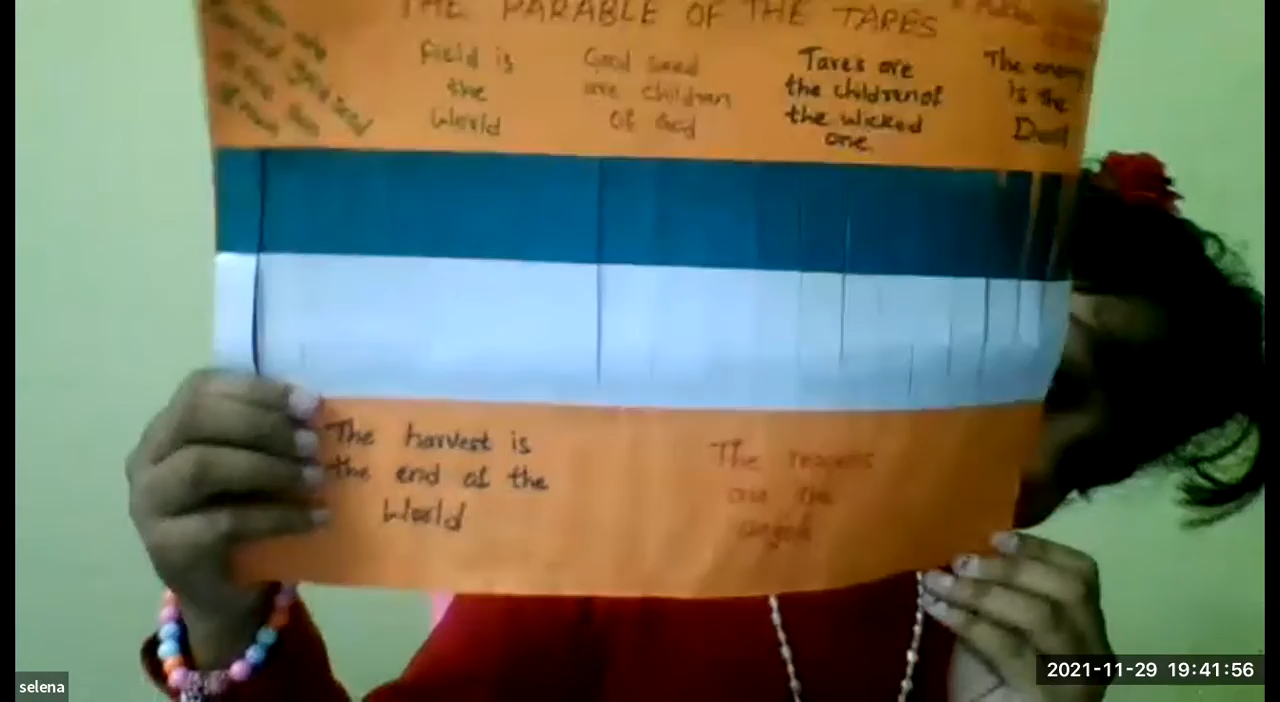 THE PARABLE OF THE TARES
Field is
the
World
Good Seed
are children
of God
Tares are
the children of
the wicked
one.
The enemy
is the
Devil
The harvest is
the end of the
World
The reapers
are the
angels
selena
2021-11-29 19:41:56